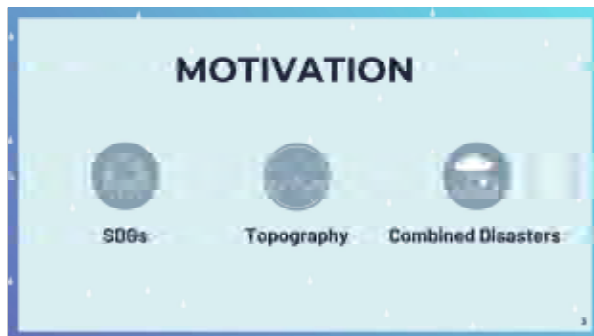 MOTIVATION
SDGs
Topography
Combined Disasters
3